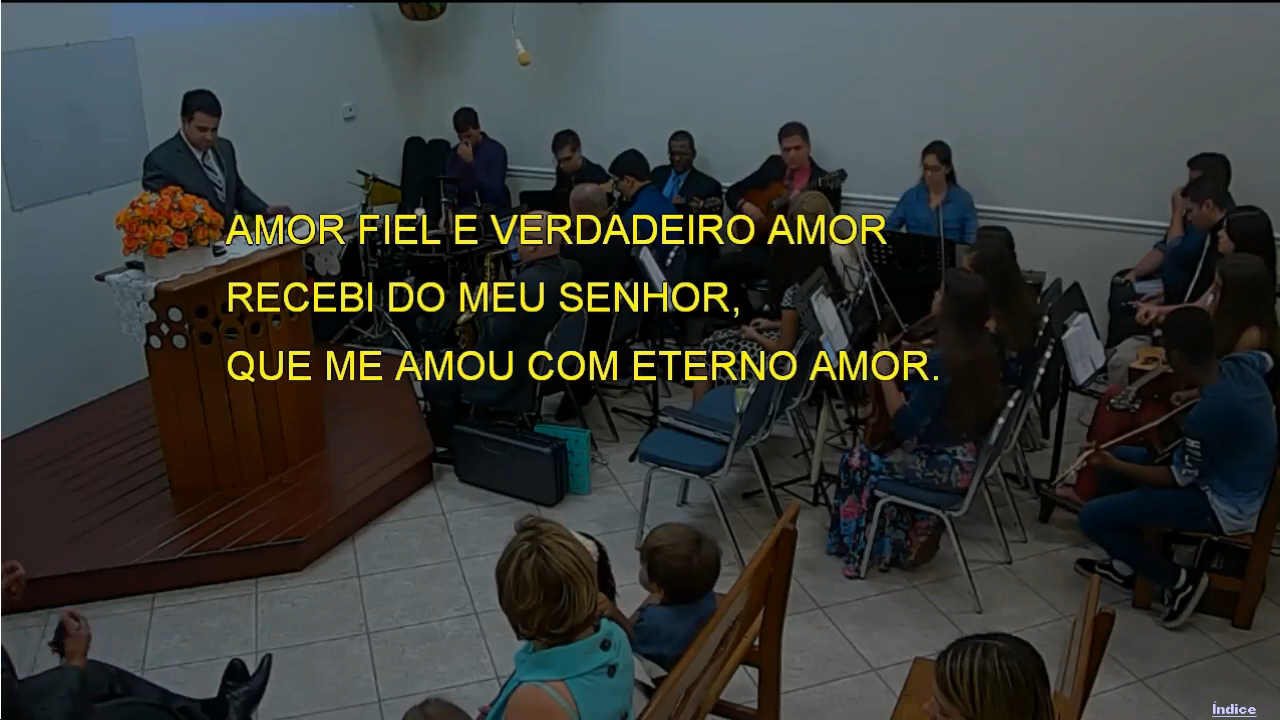 AMOR FIEL E VERDADEIRO AMOR
RECEBI DO MEU SENHOR,
QUE ME AMOU COM ETERNO AMOR.
Índice